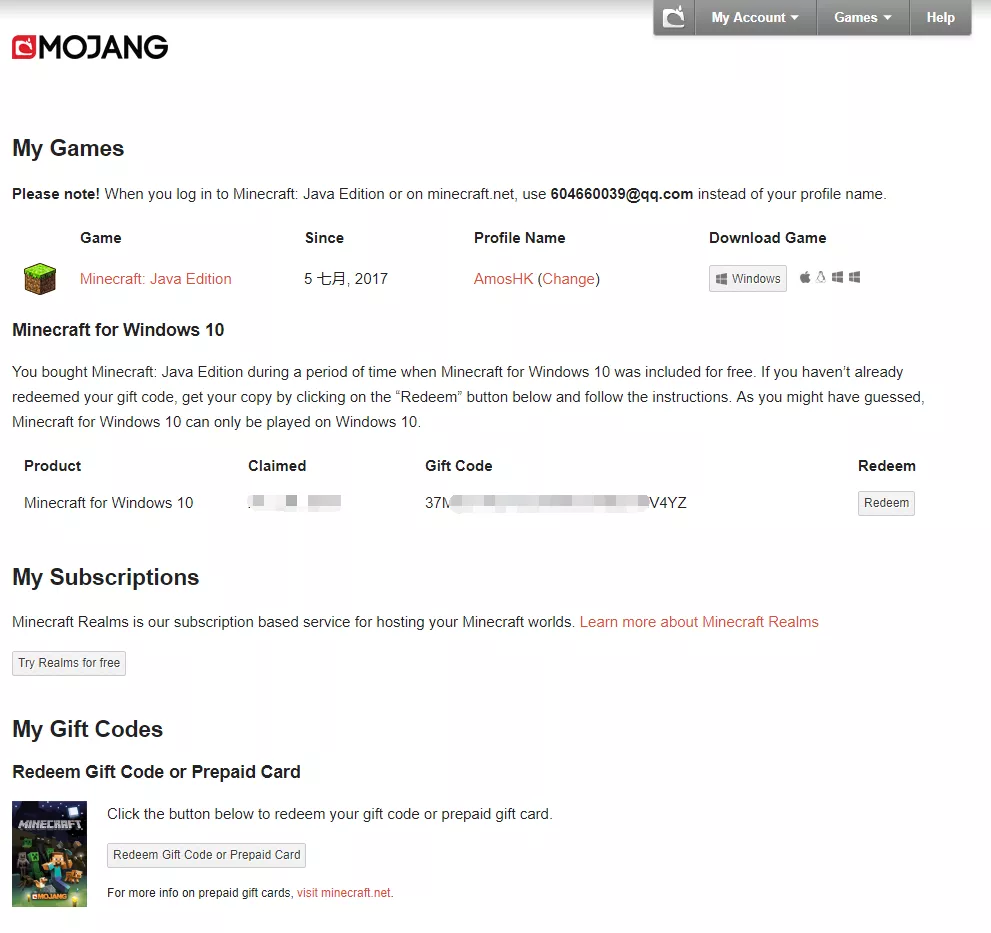 My Account Games Help
MOJANG
My Games
Please note! When you log in to Minecraft: Java Edition or on minecraft.net, use 604660039@qq.com instead of your profile name.
Game Since Profile Name Download Game
Minecraft: Java Edition 5 七月, 2017 AmosHK (Change) Windows
Minecraft for Windows 10
You bought Minecraft: Java Edition during a period of time when Minecraft for Windows 10 was included for free. If you haven’t already
redeemed your gift code, get your copy by clicking on the “Redeem” button below and follow the instructions. As you might have guessed,
Minecraft for Windows 10 can only be played on Windows 10.
Product Claimed Gift Code Redeem
Minecraft for Windows 10 37M V4YZ Redeem
My Subscriptions
Minecraft Realms is our subscription based service for hosting your Minecraft worlds. Learn more about Minecraft Realms
Try Realms for free
My Gift Codes
Redeem Gift Code or Prepaid Card
MINECRAFT
Click the button below to redeem your gift code or prepaid gift card.
Redeem Gift Code or Prepaid Card
MOJANG
For more info on prepaid gift cards, visit minecraft.net.